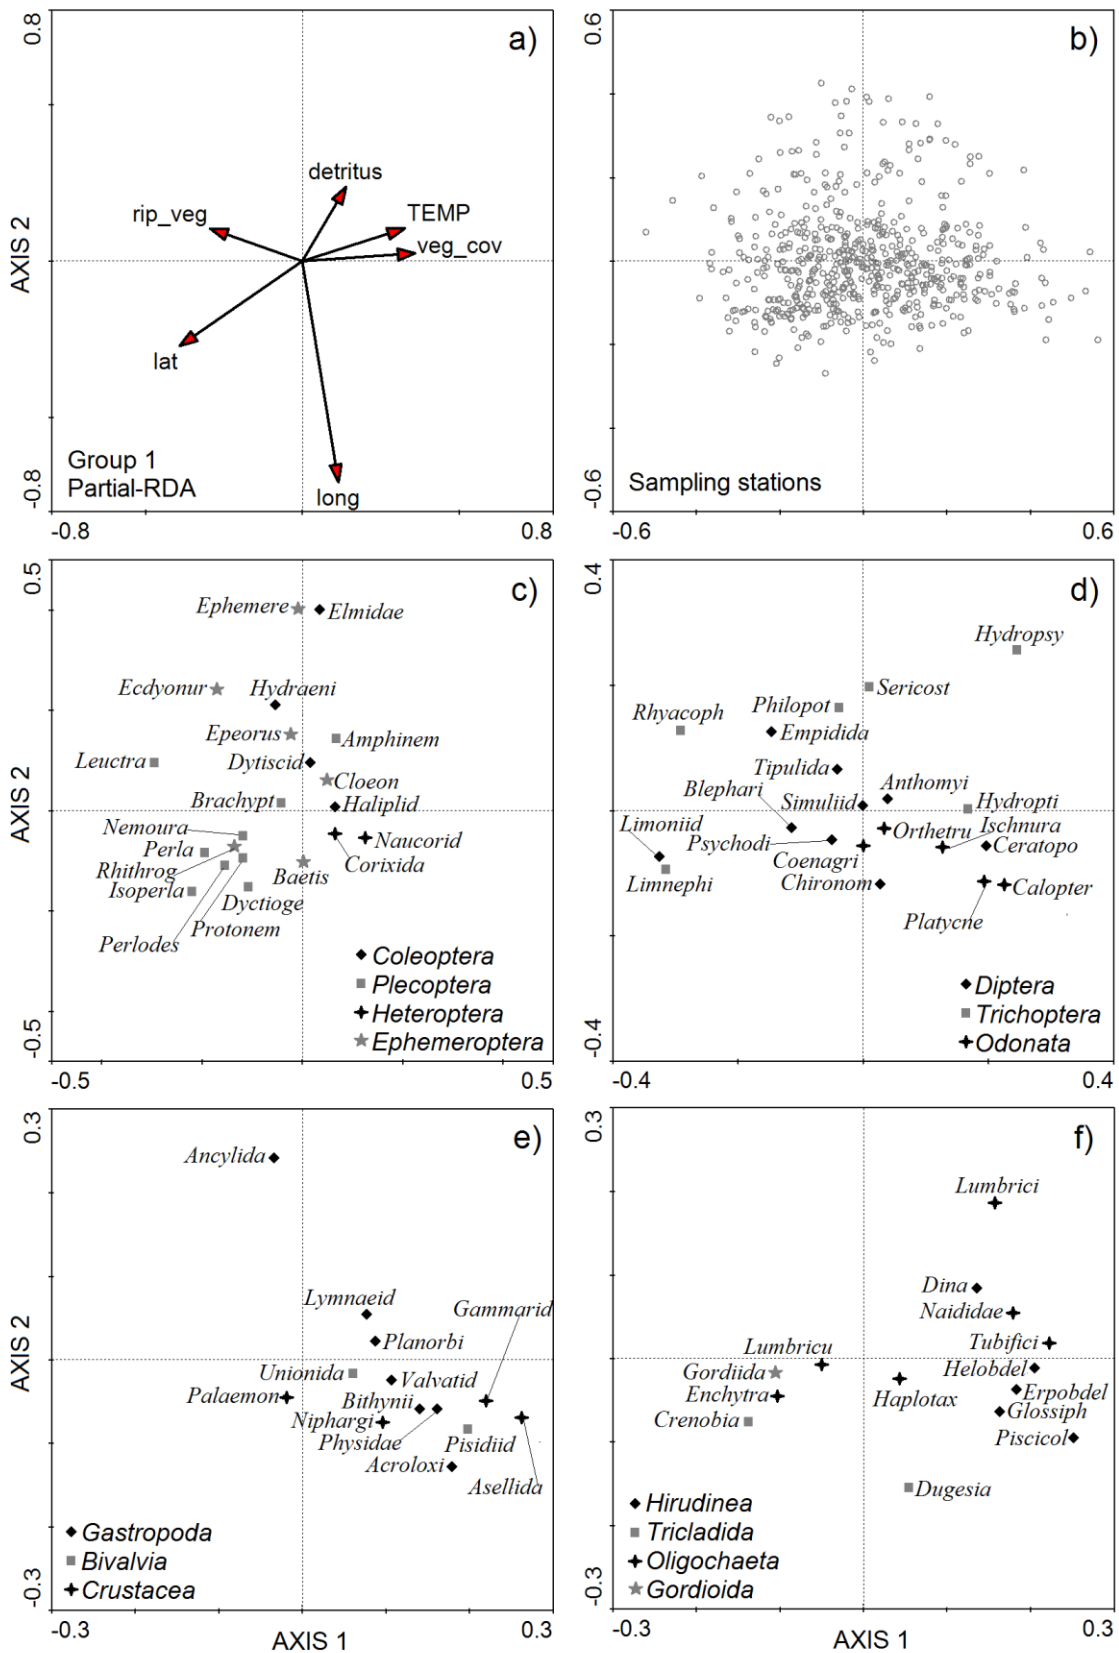 0.8
a)
detritus
rip_veg
TEMP
veg_cov
AXIS 2
lat
long
Group 1
Partial-RDA
-0.8
-0.8
0.8
0.6
b)
Sampling stations
-0.6
-0.6
0.6
0.5
c)
Ephemere
Elmidae
Ecdyonur
Hydraeni
Epeorus
Amphinem
Leuctra
Dytiscid
Cloeon
Brachypt
Haliplid
AXIS 2
Nemoura
Naucorid
Perla
Corixida
Rhithrog
Baetis
Isoperla
Dyctioge
Protonem
Perlodes
Coleoptera
Plecoptera
Heteroptera
Ephemeroptera
-0.5
-0.5
0.5
0.4
d)
Hydropsy
Sericost
Philopot
Rhyacoph
Empidida
Tipulida
Anthomyi
Blephari
Simuliid
Hydropti
Limoniid
Orthetru
Ischnura
Psychodi
Ceratopo
Coenagri
Limnephi
Chironom
Calopter
Platycne
Diptera
Trichoptera
Odonata
-0.4
-0.4
0.4
0.3
e)
Ancylida
Lymnaeid
Gammarid
Planorbi
AXIS 2
Unionida
Valvatid
Palaemon
Bithynii
Niphargi
Physidae
Pisidiid
Acroloxi
Asellida
Gastropoda
Bivalvia
Crustacea
-0.3
-0.3
AXIS 1
0.3
0.3
f)
Lumbrici
Dina
Naididae
Tubifici
Lumbricu
Helobdel
Gordiida
Erpobdel
Enchytra
Haplotax
Glossiph
Crenobia
Piscicol
Dugesia
Hirudinea
Tricladida
Oligochaeta
Gordioida
-0.3
-0.3
AXIS 1
0.3